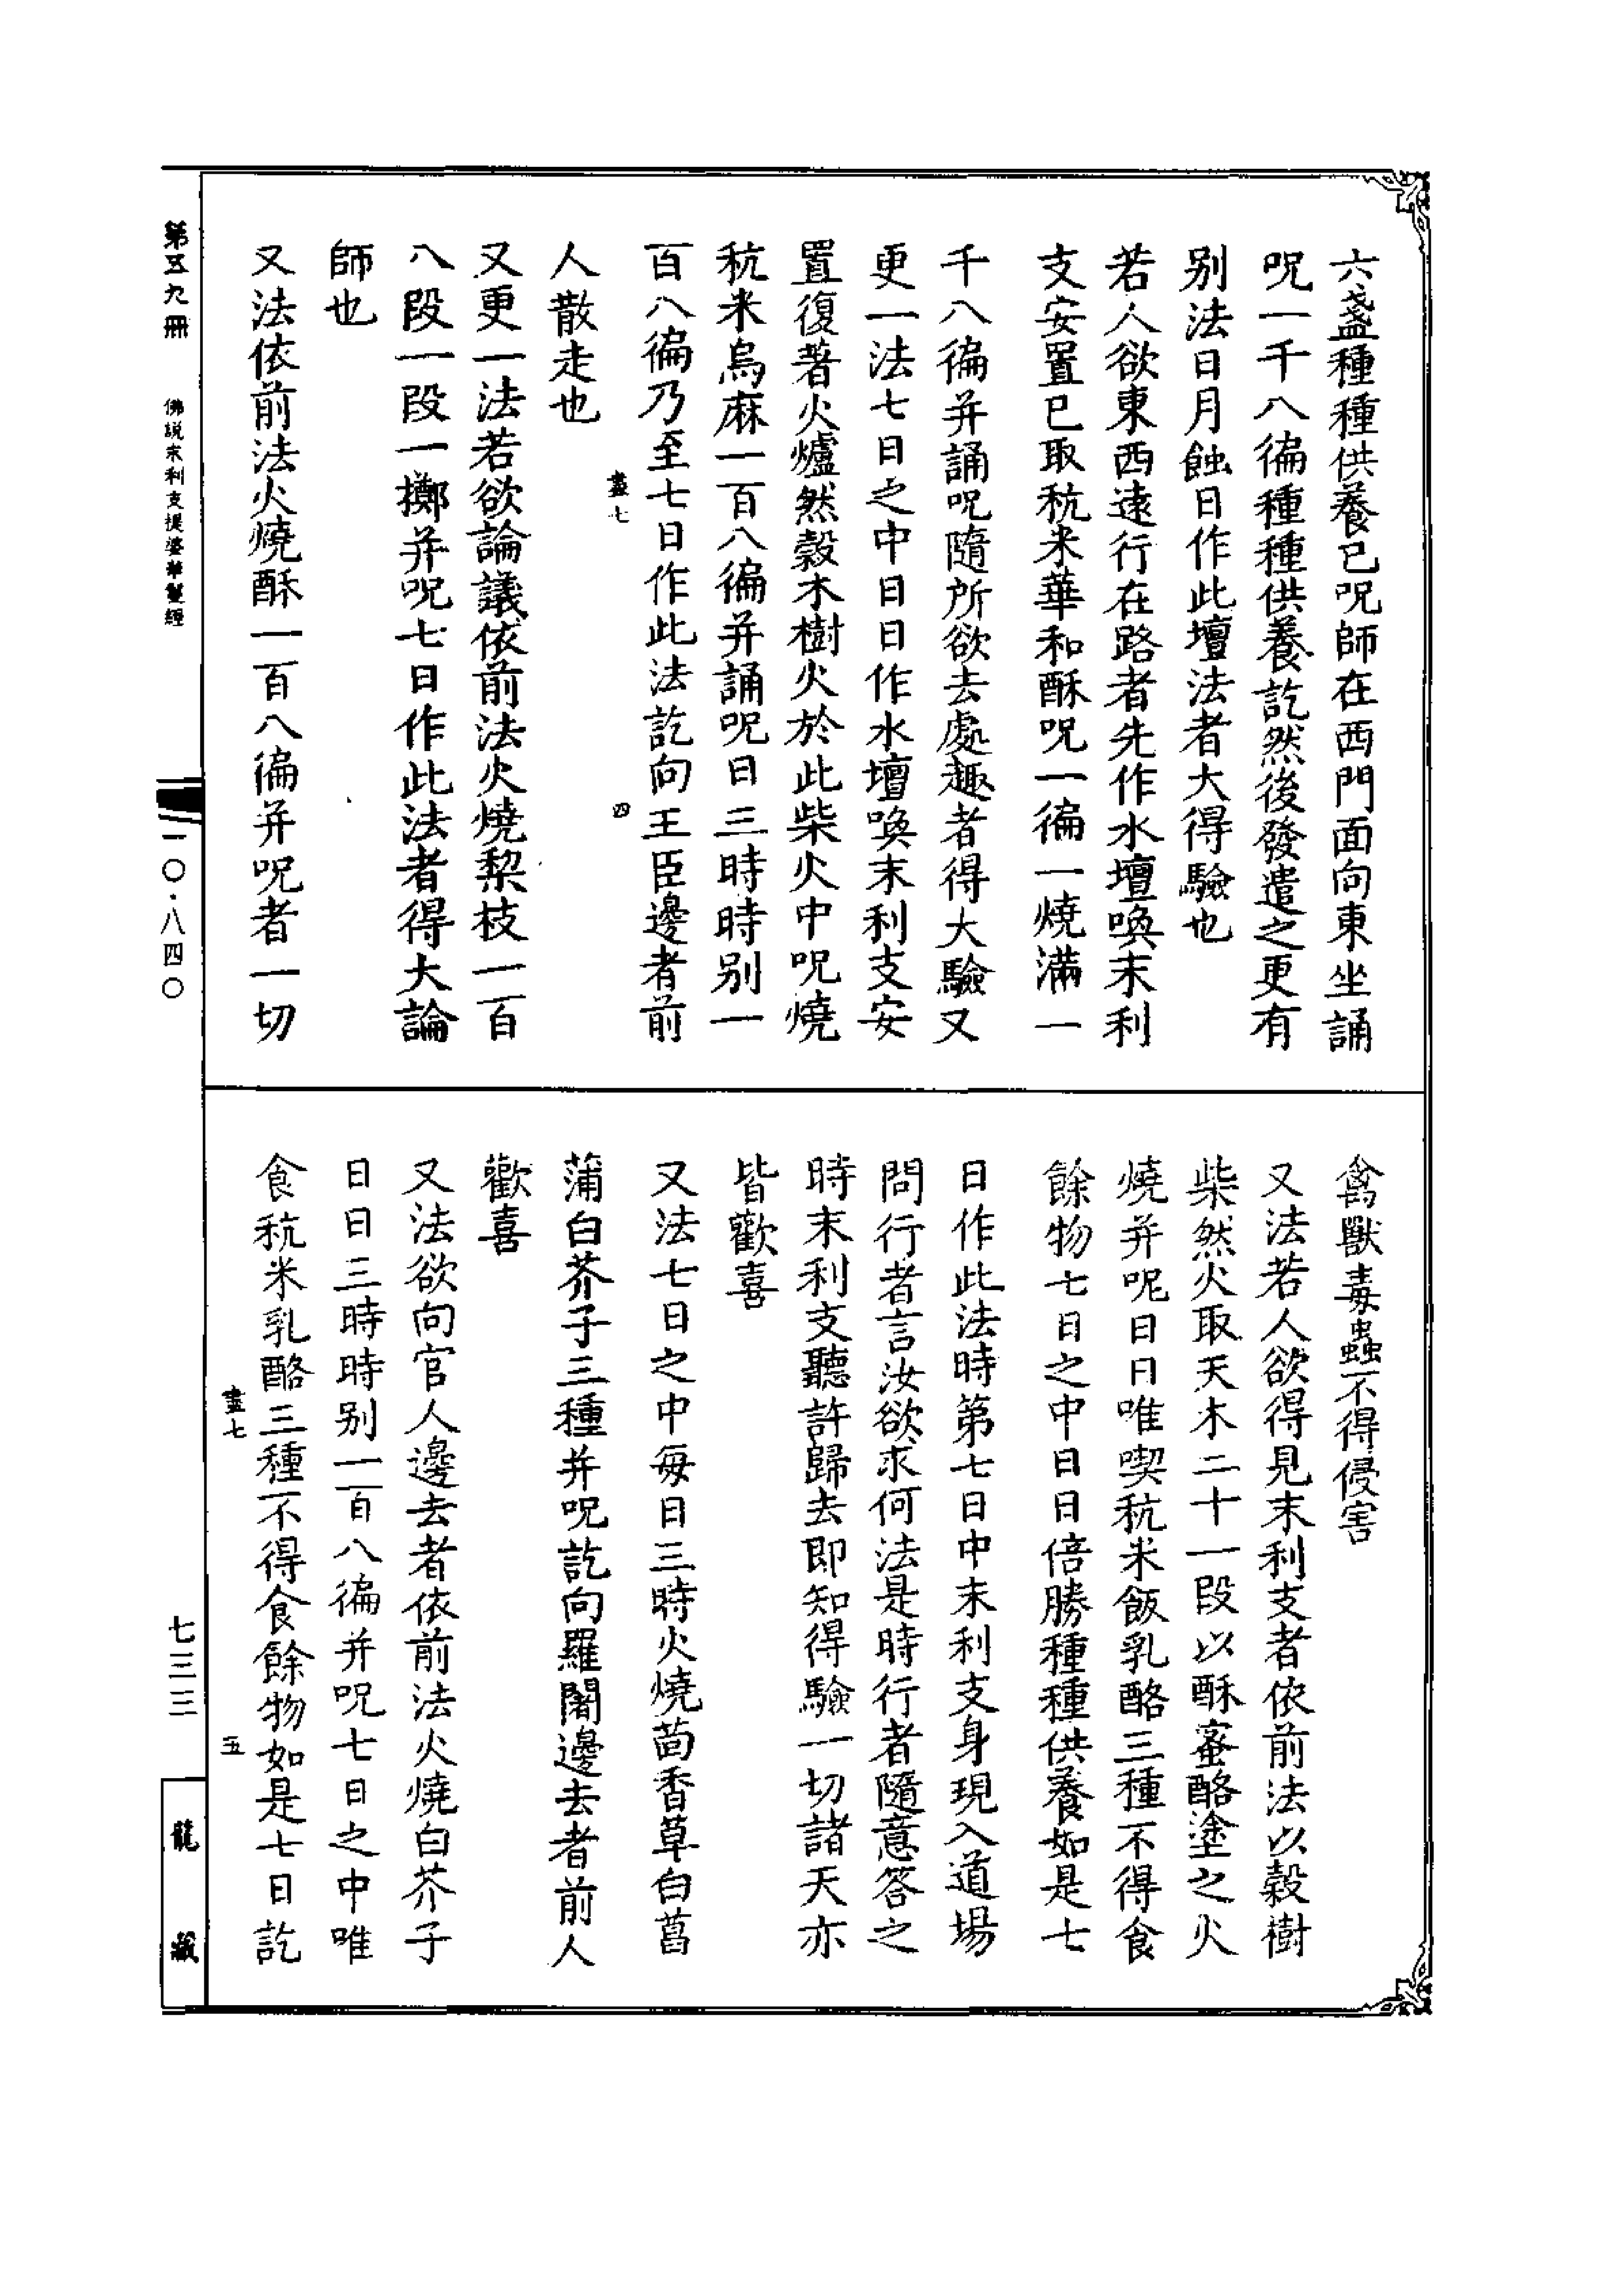 六盞種種供養已呪師在西門面向東坐誦
呪一千八徧種種供養訖然後發遣之更有
別法日月蝕日作此壇法者大得驗也
若人欲東西遠行在路者先作水壇喚末利
支安置已取秔米華和酥呪一徧一燒滿一
千八徧并誦呪隨所欲去處趣者得大驗又
更一法七日之中日日作水壇喚末利支安
置復著火爐然榖木樹火於此柴火中呪燒
秔米烏麻一百八徧并誦呪日三時時別一
百八徧乃至七日作此法訖向王臣邊者前
盡七 四
人散走也
又更一法若欲論議依前法火燒梨枝一百
八段一段一擲并呪七日作此法者得大論
師也
又法依前法火燒酥一百八徧并呪者一切
禽獸毒蟲不得侵害
又法若人欲得見末利支者依前法以榖樹
柴然火取天木二十一段以酥蜜酪塗之火
燒并呪日日唯喫秔米飯乳酪三種不得食
餘物七日之中日日倍勝種種供養如是七
日作此法時第七日中末利支身現入道場
問行者言汝欲求何法是時行者隨意答之
時末利支聽許歸去即知得驗一切諸天亦
皆歡喜
又法七日之中每日三時火燒茴香草白菖
蒲白芥子三種并呪訖向羅闍邊去者前人
歡喜
又法欲向官人邊去者依前法火燒白芥子
日日三時時別一百八徧并呪七日之中唯
食秔米乳酪三種不得食餘物如是七日訖
盡七 五
第五九冊 佛說末利支提婆華鬘經
一〇·八四〇
七三三
龍藏